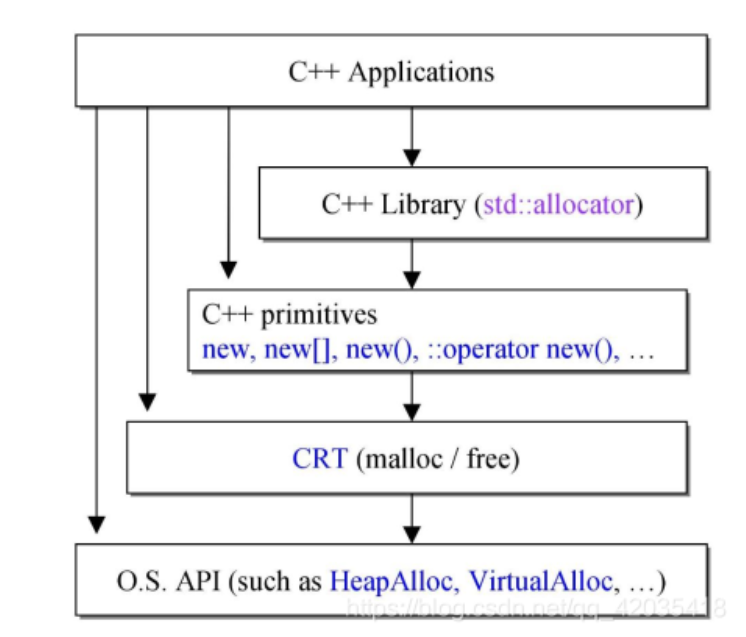 C++ Applications
C++ Library (std::allocator)
C++ primitives
new, new[], new(), ::operator new(), ...
CRT (malloc / free)
O.S. API (such as HeapAlloc, VirtualAlloc, ...)
https://blog.csdn.net/qq_42035418